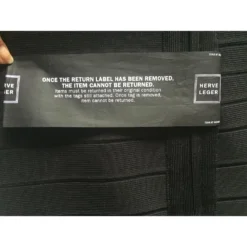 ONCE THE RETURN LABEL HAS BEEN REMOVED,
THE ITEM CANNOT BE RETURNED.
Items must be returned in their original condition
with the tags still attached. Once tag is removed,
item cannot be returned.
HERVE
LEGER
HERVE
LEGER